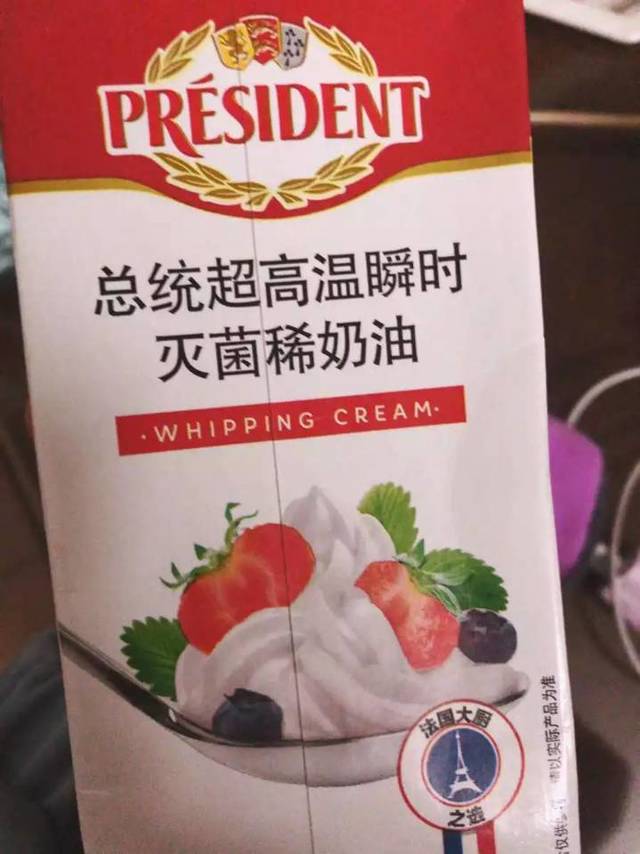 PRÉSIDENT
总统超高温瞬时
灭菌稀奶油
·WHIPPING CREAM·
法国大厨
之选
请以实际产品为准